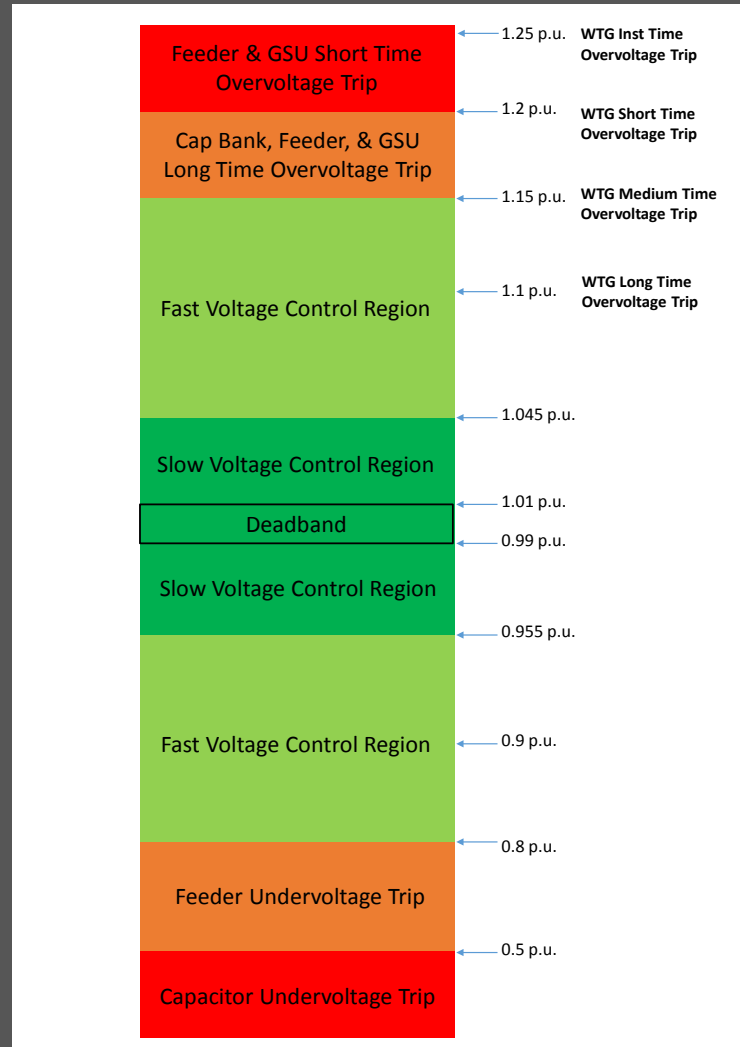 1.25 p.u.
WTG Inst Time
Overvoltage Trip
Feeder & GSU Short Time
Overvoltage Trip
1.2 p.u.
WTG Short Time
Overvoltage Trip
Cap Bank, Feeder, & GSU
Long Time Overvoltage Trip
1.15 p.u.
WTG Medium Time
Overvoltage Trip
Fast Voltage Control Region
1.1 p.u.
WTG Long Time
Overvoltage Trip
1.045 p.u.
Slow Voltage Control Region
1.01 p.u.
Deadband
0.99 p.u.
Slow Voltage Control Region
0.955 p.u.
Fast Voltage Control Region
0.9 p.u.
0.8 p.u.
Feeder Undervoltage Trip
0.5 p.u.
Capacitor Undervoltage Trip